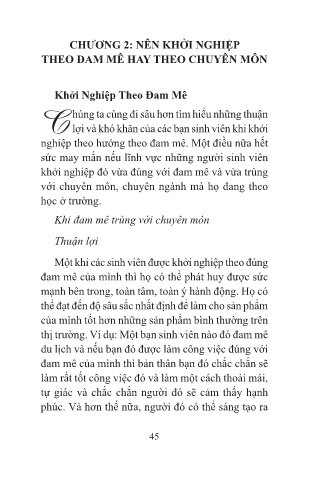 CHƯƠNG 2: NÊN KHỞI NGHIỆP
THEO ĐAM MÊ HAY THEO CHUYÊN MÔN
Khởi Nghiệp Theo Đam Mê
Chúng ta cùng đi sâu hơn tìm hiểu những thuận
lợi và khó khăn của các bạn sinh viên khi khởi
nghiệp theo hướng theo đam mê. Một điều nữa hết
sức may mắn nếu lĩnh vực những người sinh viên
khởi nghiệp đó vừa đúng với đam mê và vừa trùng
với chuyên môn, chuyên ngành mà họ đang theo
học ở trường.
Khi đam mê trùng với chuyên môn
Thuận lợi
Một khi các sinh viên được khởi nghiệp theo đúng
đam mê của mình thì họ có thể phát huy được sức
mạnh bên trong, toàn tâm, toàn ý hành động. Họ có
thể đạt đến độ sâu sắc nhất định để làm cho sản phẩm
của mình tốt hơn những sản phẩm bình thường trên
thị trường. Ví dụ: Một bạn sinh viên nào đó đam mê
du lịch và nếu bạn đó được làm công việc đúng với
đam mê của mình thì bản thân bạn đó chắc chắn sẽ
làm rất tốt công việc đó và làm một cách thoải mái,
tự giác và chắc chắn người đó sẽ cảm thấy hạnh
phúc. Và hơn thế nữa, người đó có thể sáng tạo ra
45